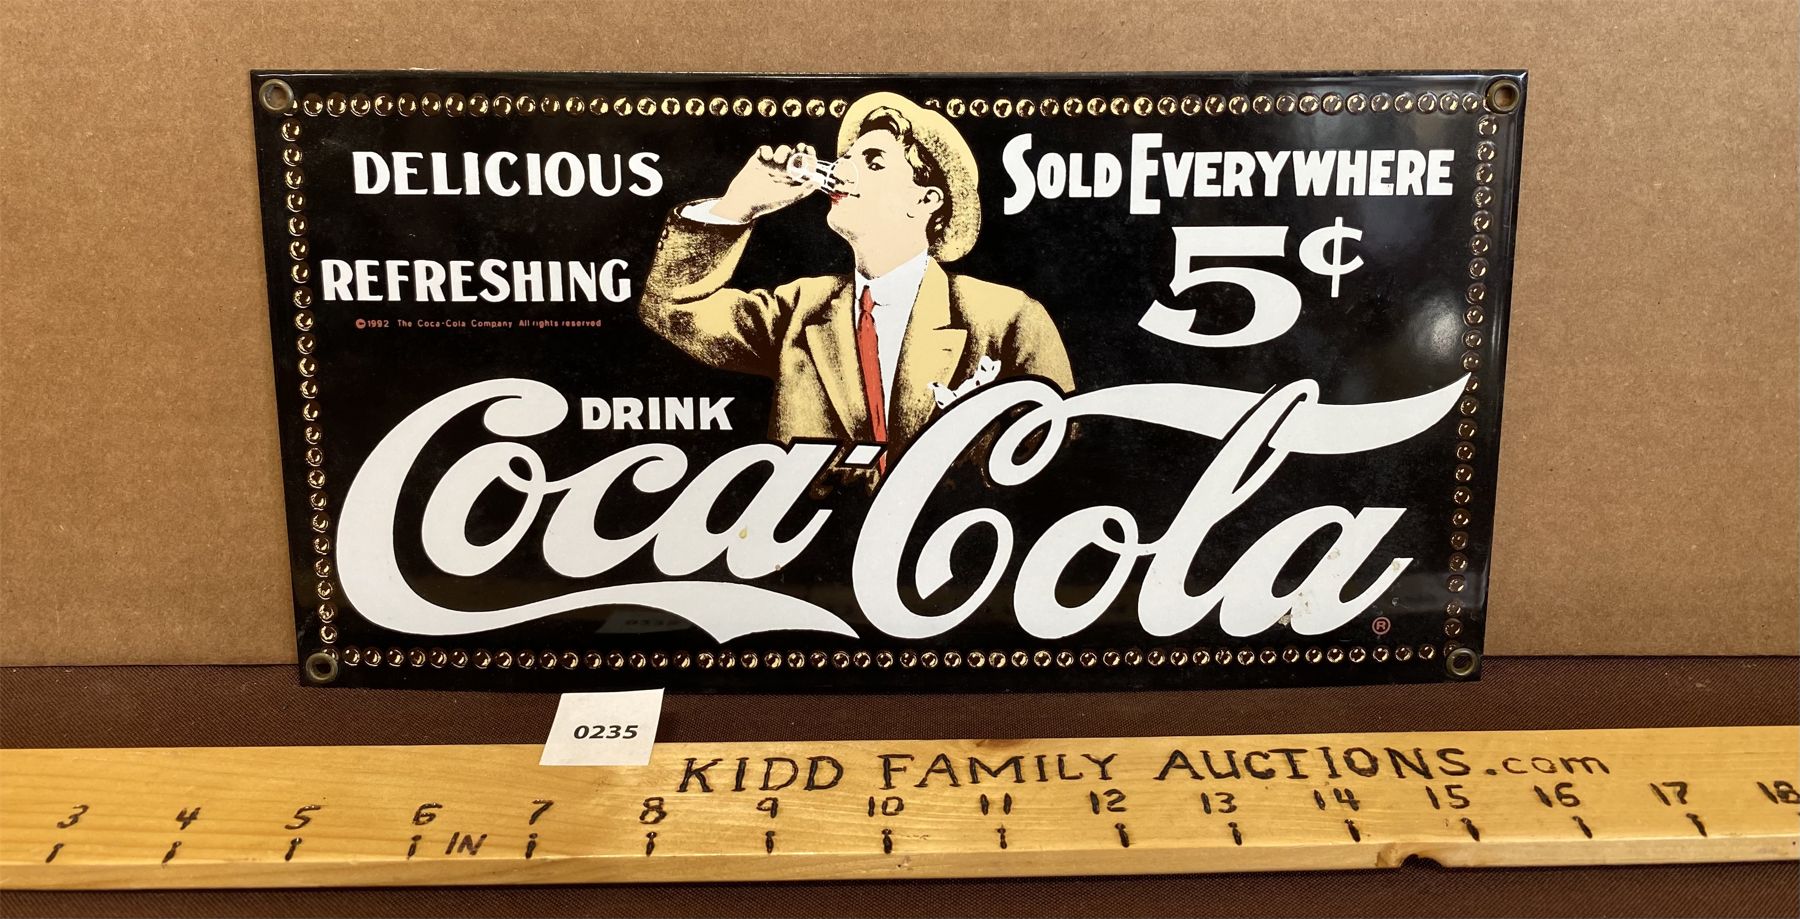 DELICIOUS
SOLD EVERYWHERE
5¢
REFRESHING
©1992 The Coca-Cola Company All rights reserved
DRINK
Coca-Cola
®
0235
KIDD FAMILY AUCTIONS.com
3 4 5 6 IN 7 8 9 10 11 12 13 14 15 16 17 18